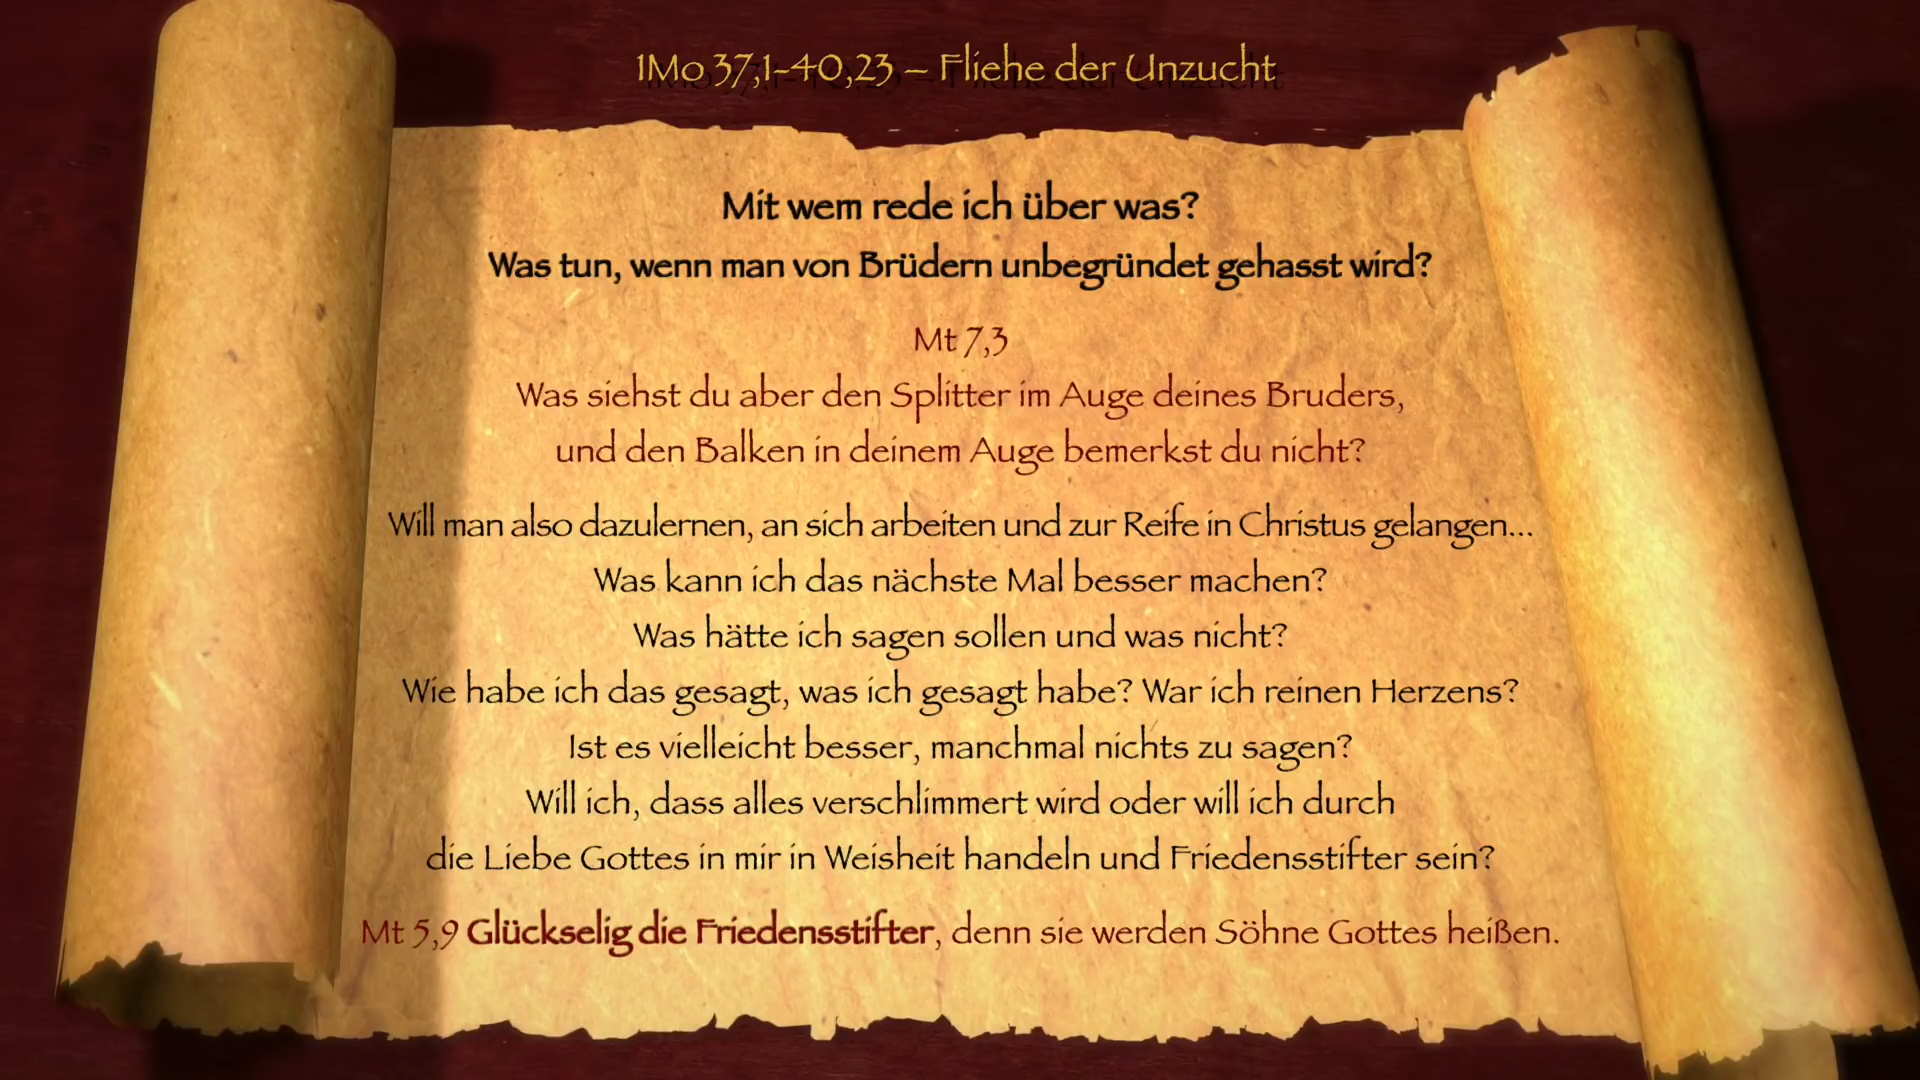 1Mo 37,1-40,23 – Fliehe der Unzucht
Mit wem rede ich über was?
Was tun, wenn man von Brüdern unbegründet gehasst wird?
Mt 7,3
Was siehst du aber den Splitter im Auge deines Bruders,
und den Balken in deinem Auge bemerkst du nicht?
Will man also dazulernen, an sich arbeiten und zur Reife in Christus gelangen...
Was kann ich das nächste Mal besser machen?
Was hätte ich sagen sollen und was nicht?
Wie habe ich das gesagt, was ich gesagt habe? War ich reinen Herzens?
Ist es vielleicht besser, manchmal nichts zu sagen?
Will ich, dass alles verschlimmert wird oder will ich durch
die Liebe Gottes in mir in Weisheit handeln und Friedensstifter sein?
Mt 5,9 Glückselig die Friedensstifter, denn sie werden Söhne Gottes heißen.